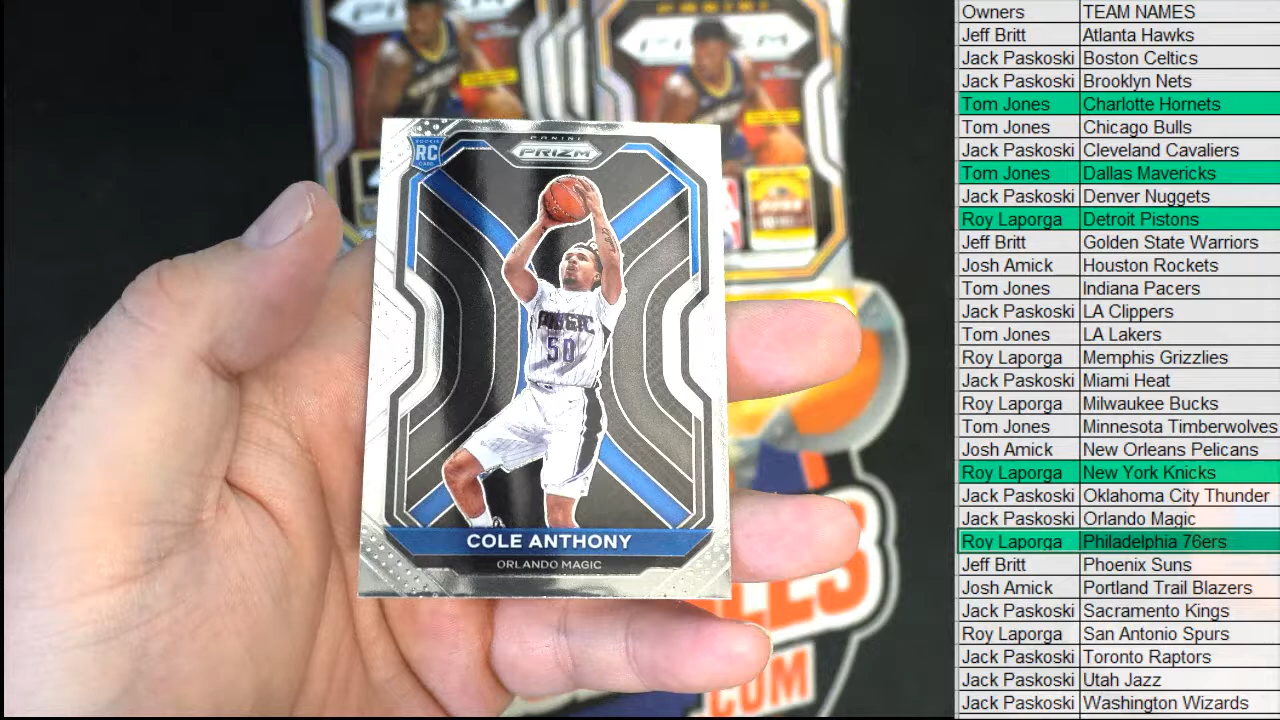 PANINI
PRIZM
ROOKIE
RC
CARD
PANINI
PRIZM
MAGIC
50
COLE ANTHONY
ORLANDO MAGIC
.COM
Owners TEAM NAMES
Jeff Britt Atlanta Hawks
Jack Paskoski Boston Celtics
Jack Paskoski Brooklyn Nets
Tom Jones Charlotte Hornets
Tom Jones Chicago Bulls
Jack Paskoski Cleveland Cavaliers
Tom Jones Dallas Mavericks
Jack Paskoski Denver Nuggets
Roy Laporga Detroit Pistons
Jeff Britt Golden State Warriors
Josh Amick Houston Rockets
Tom Jones Indiana Pacers
Jack Paskoski LA Clippers
Tom Jones LA Lakers
Roy Laporga Memphis Grizzlies
Jack Paskoski Miami Heat
Roy Laporga Milwaukee Bucks
Tom Jones Minnesota Timberwolves
Josh Amick New Orleans Pelicans
Roy Laporga New York Knicks
Jack Paskoski Oklahoma City Thunder
Jack Paskoski Orlando Magic
Roy Laporga Philadelphia 76ers
Jeff Britt Phoenix Suns
Josh Amick Portland Trail Blazers
Jack Paskoski Sacramento Kings
Roy Laporga San Antonio Spurs
Jack Paskoski Toronto Raptors
Jack Paskoski Utah Jazz
Jack Paskoski Washington Wizards